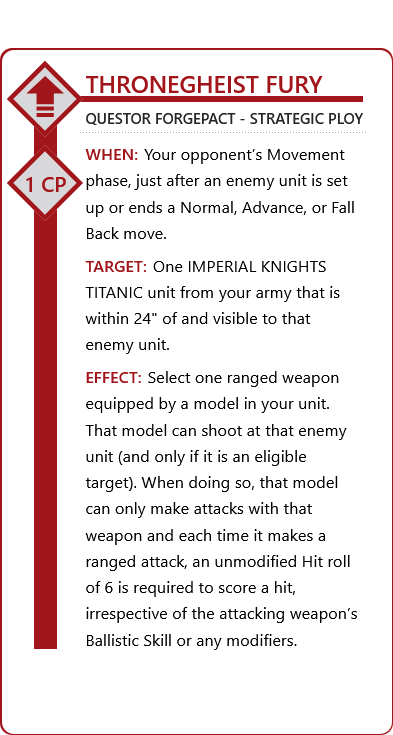 THRONEGHEIST FURY
QUESTOR FORGEPACT - STRATEGIC PLOY
1 CP
WHEN: Your opponent’s Movement
phase, just after an enemy unit is set
up or ends a Normal, Advance, or Fall
Back move.
TARGET: One IMPERIAL KNIGHTS
TITANIC unit from your army that is
within 24" of and visible to that
enemy unit.
EFFECT: Select one ranged weapon
equipped by a model in your unit.
That model can shoot at that enemy
unit (and only if it is an eligible
target). When doing so, that model
can only make attacks with that
weapon and each time it makes a
ranged attack, an unmodified Hit roll
of 6 is required to score a hit,
irrespective of the attacking weapon’s
Ballistic Skill or any modifiers.